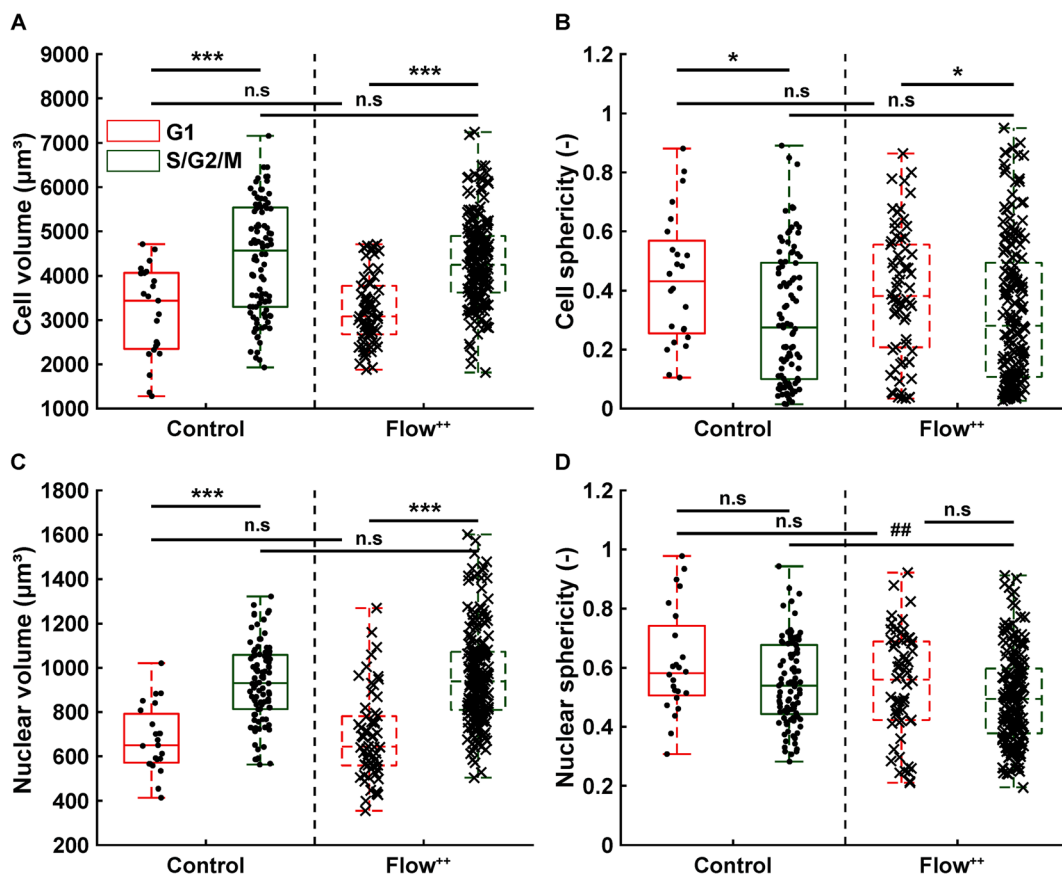 A
9000
8000
7000
6000
5000
4000
3000
2000
1000
Cell volume (µm³)
***
***
n.s
n.s
G1
S/G2/M
Control
Flow⁺⁺
B
1.2
1
0.8
0.6
0.4
0.2
0
Cell sphericity (-)
*
*
n.s
n.s
Control
Flow⁺⁺
C
1800
1600
1400
1200
1000
800
600
400
200
Nuclear volume (µm³)
***
***
n.s
n.s
Control
Flow⁺⁺
D
1.2
1
0.8
0.6
0.4
0.2
0
Nuclear sphericity (-)
n.s
n.s
n.s
##
Control
Flow⁺⁺